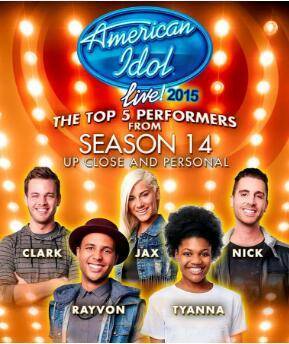 American
Idol
live! 2015
THE TOP 5 PERFORMERS
FROM
SEASON 14
UP CLOSE AND PERSONAL
CLARK JAX NICK
RAYVON TYANNA